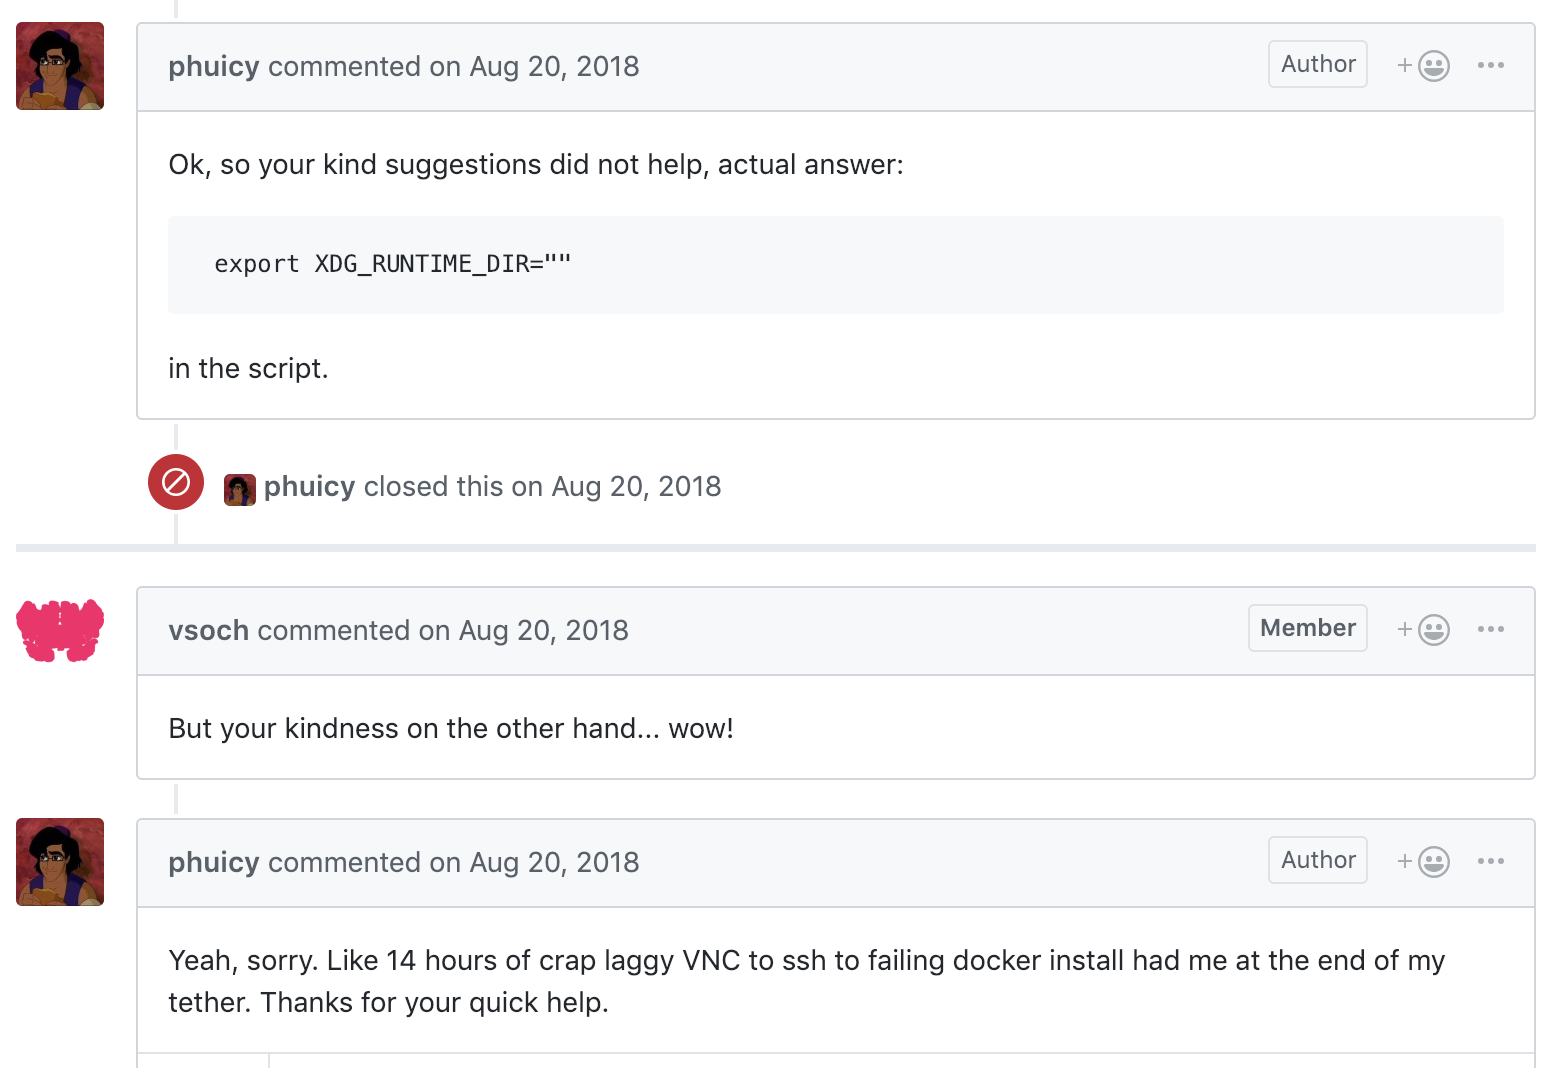 phuicy commented on Aug 20, 2018 Author
Ok, so your kind suggestions did not help, actual answer:
export XDG_RUNTIME_DIR=""
in the script.
phuicy closed this on Aug 20, 2018
vsoch commented on Aug 20, 2018 Member
But your kindness on the other hand... wow!
phuicy commented on Aug 20, 2018 Author
Yeah, sorry. Like 14 hours of crap laggy VNC to ssh to failing docker install had me at the end of my
tether. Thanks for your quick help.